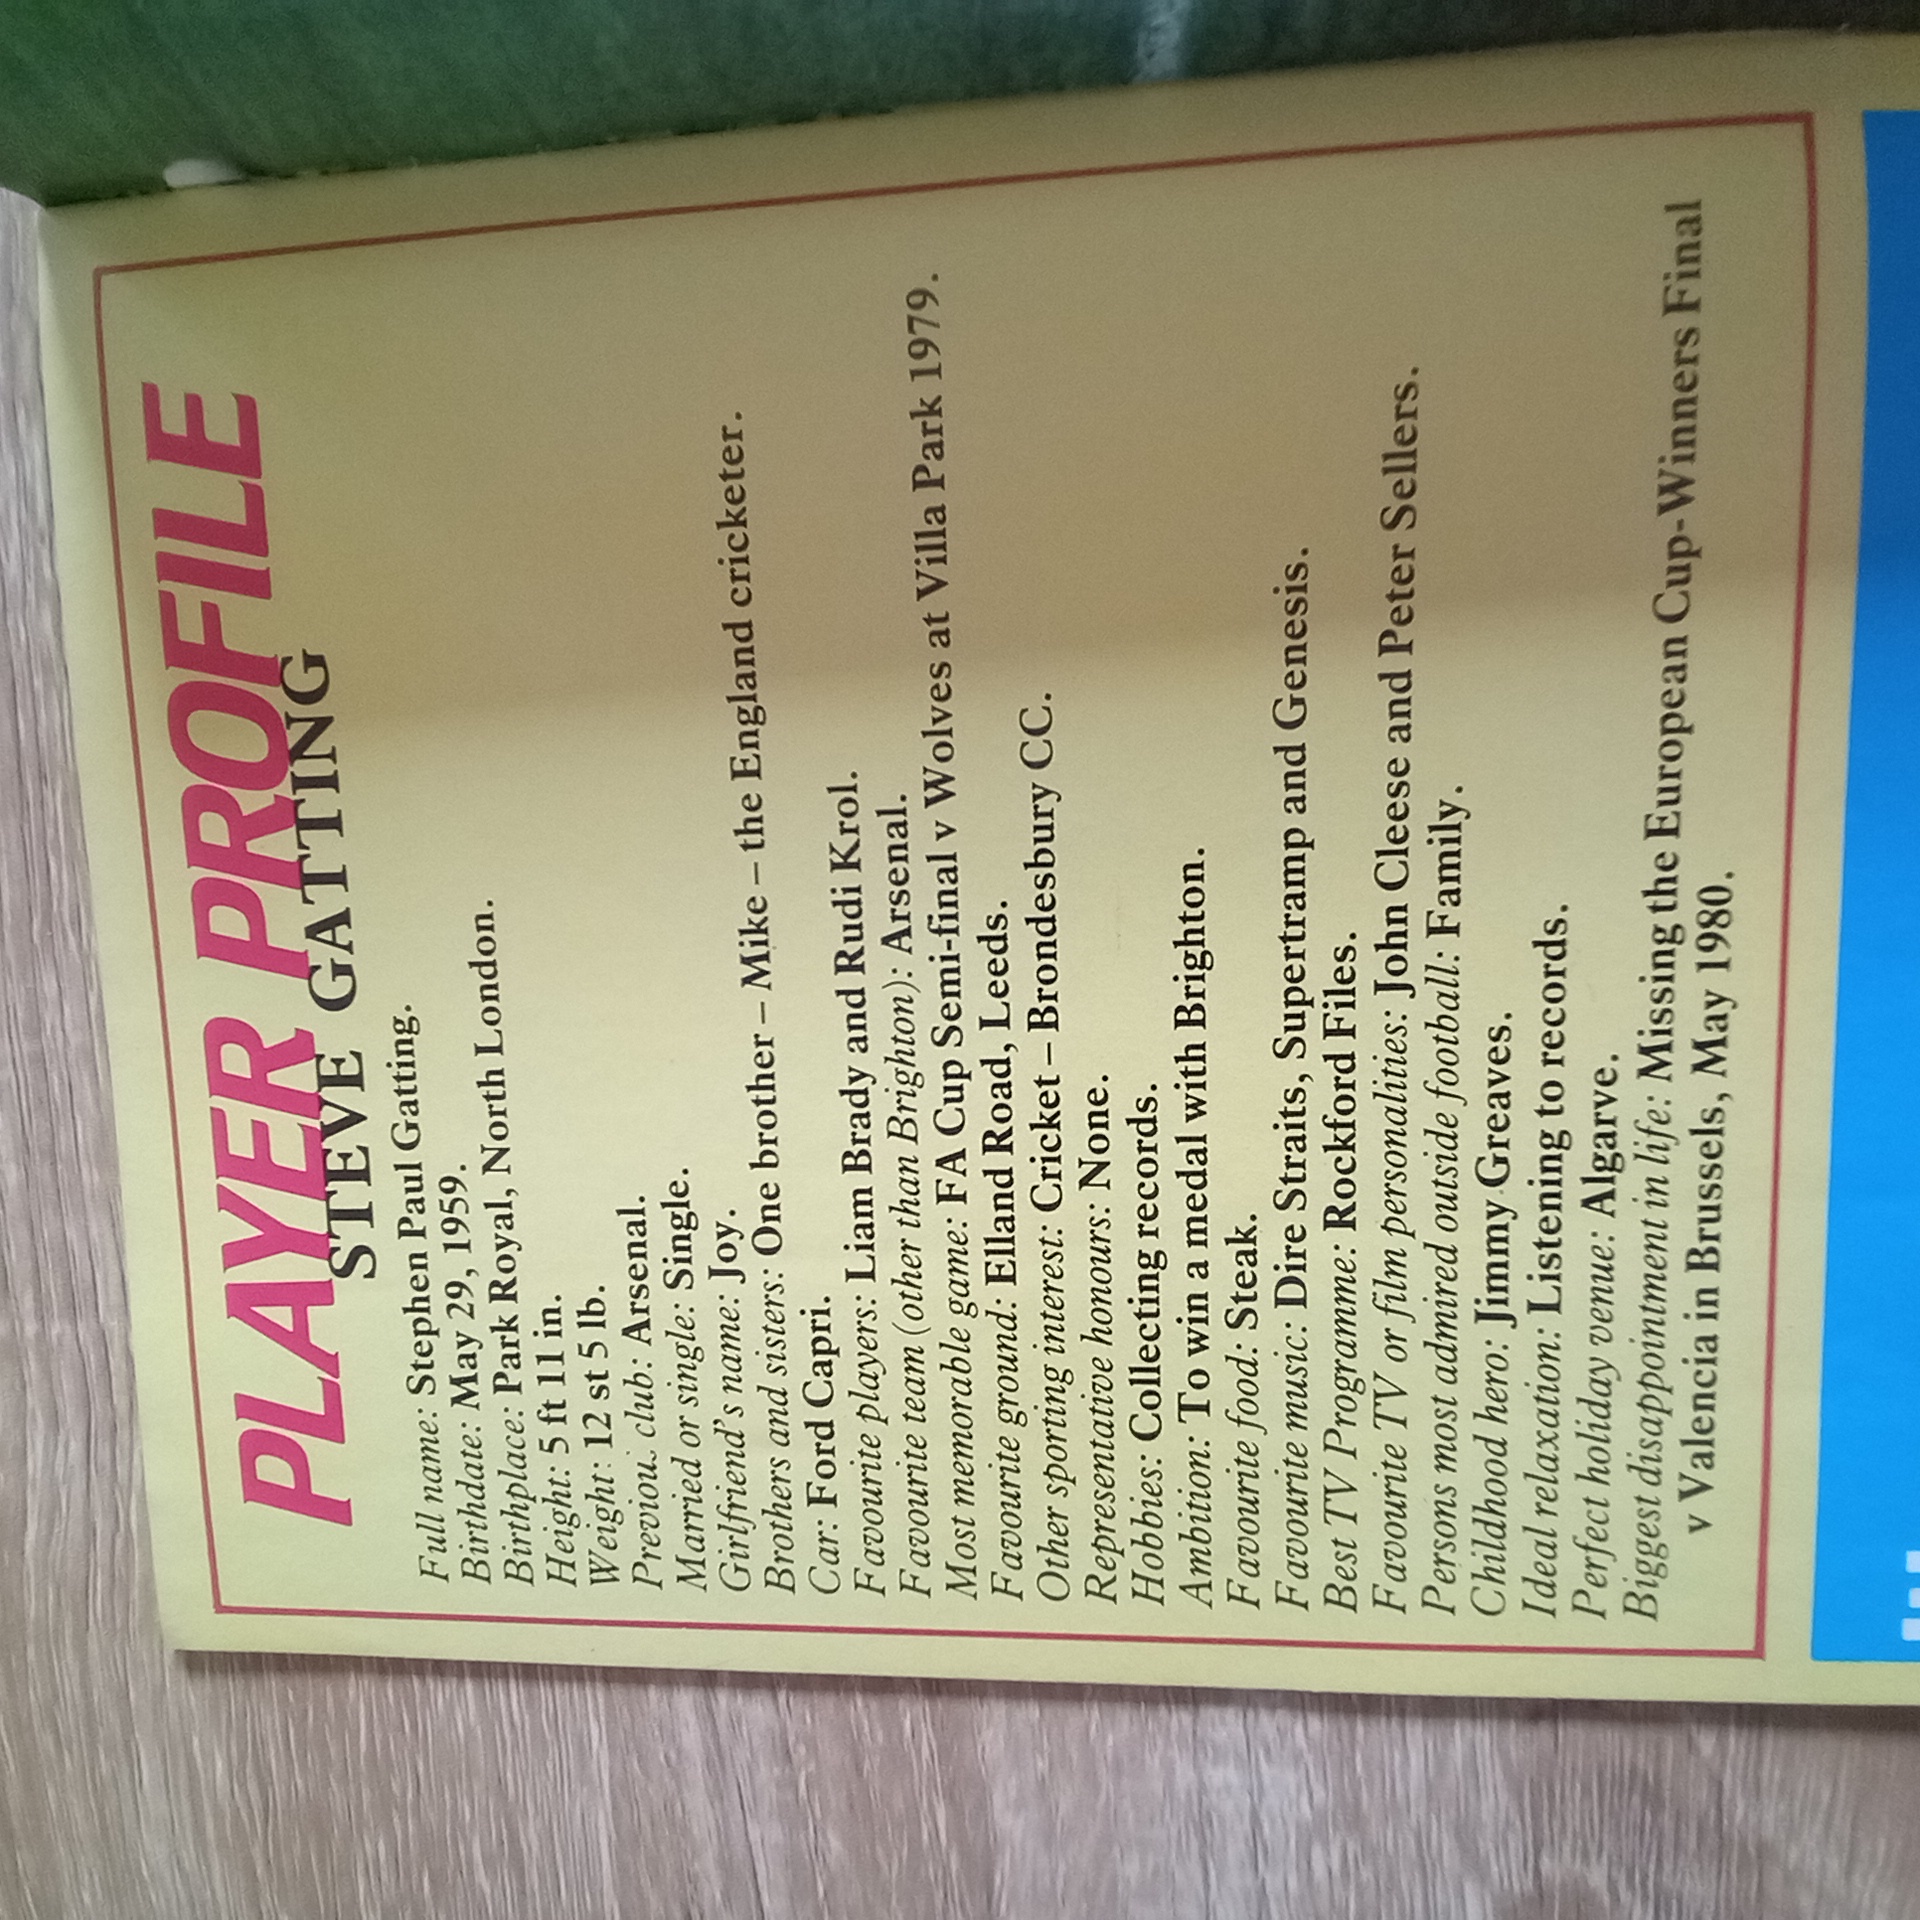 PLAYER PROFILE
STEVE GATTING
Full name: Stephen Paul Gatting.
Birthdate: May 29, 1959.
Birthplace: Park Royal, North London.
Height: 5 ft 11 in.
Weight: 12 st 5 lb.
Previous club: Arsenal.
Married or single: Single.
Girlfriend's name: Joy.
Brothers and sisters: One brother – Mike – the England cricketer.
Car: Ford Capri.
Favourite players: Liam Brady and Rudi Krol.
Favourite team (other than Brighton): Arsenal.
Most memorable game: FA Cup Semi-final v Wolves at Villa Park 1979.
Favourite ground: Elland Road, Leeds.
Other sporting interest: Cricket – Brondesbury CC.
Representative honours: None.
Hobbies: Collecting records.
Ambition: To win a medal with Brighton.
Favourite food: Steak.
Favourite music: Dire Straits, Supertramp and Genesis.
Best TV Programme: Rockford Files.
Favourite TV or film personalities: John Cleese and Peter Sellers.
Persons most admired outside football: Family.
Childhood hero: Jimmy Greaves.
Ideal relaxation: Listening to records.
Perfect holiday venue: Algarve.
Biggest disappointment in life: Missing the European Cup-Winners Final
v Valencia in Brussels, May 1980.